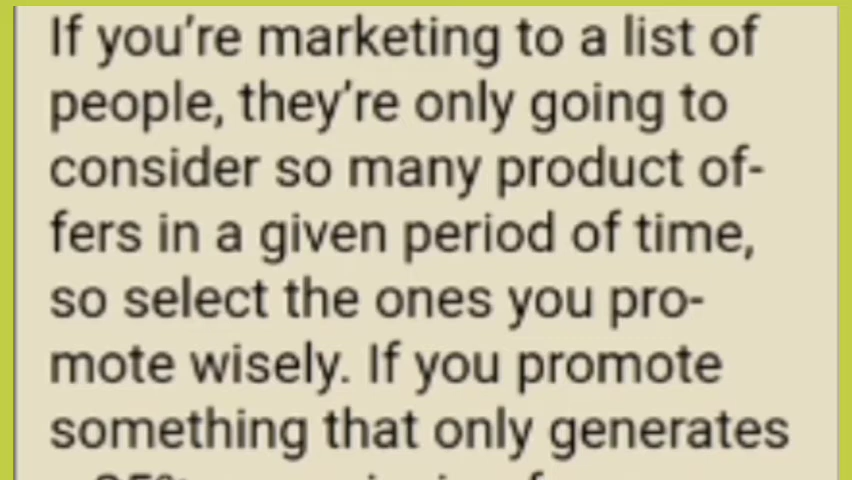 If you’re marketing to a list of
people, they’re only going to
consider so many product of-
fers in a given period of time,
so select the ones you pro-
mote wisely. If you promote
something that only generates